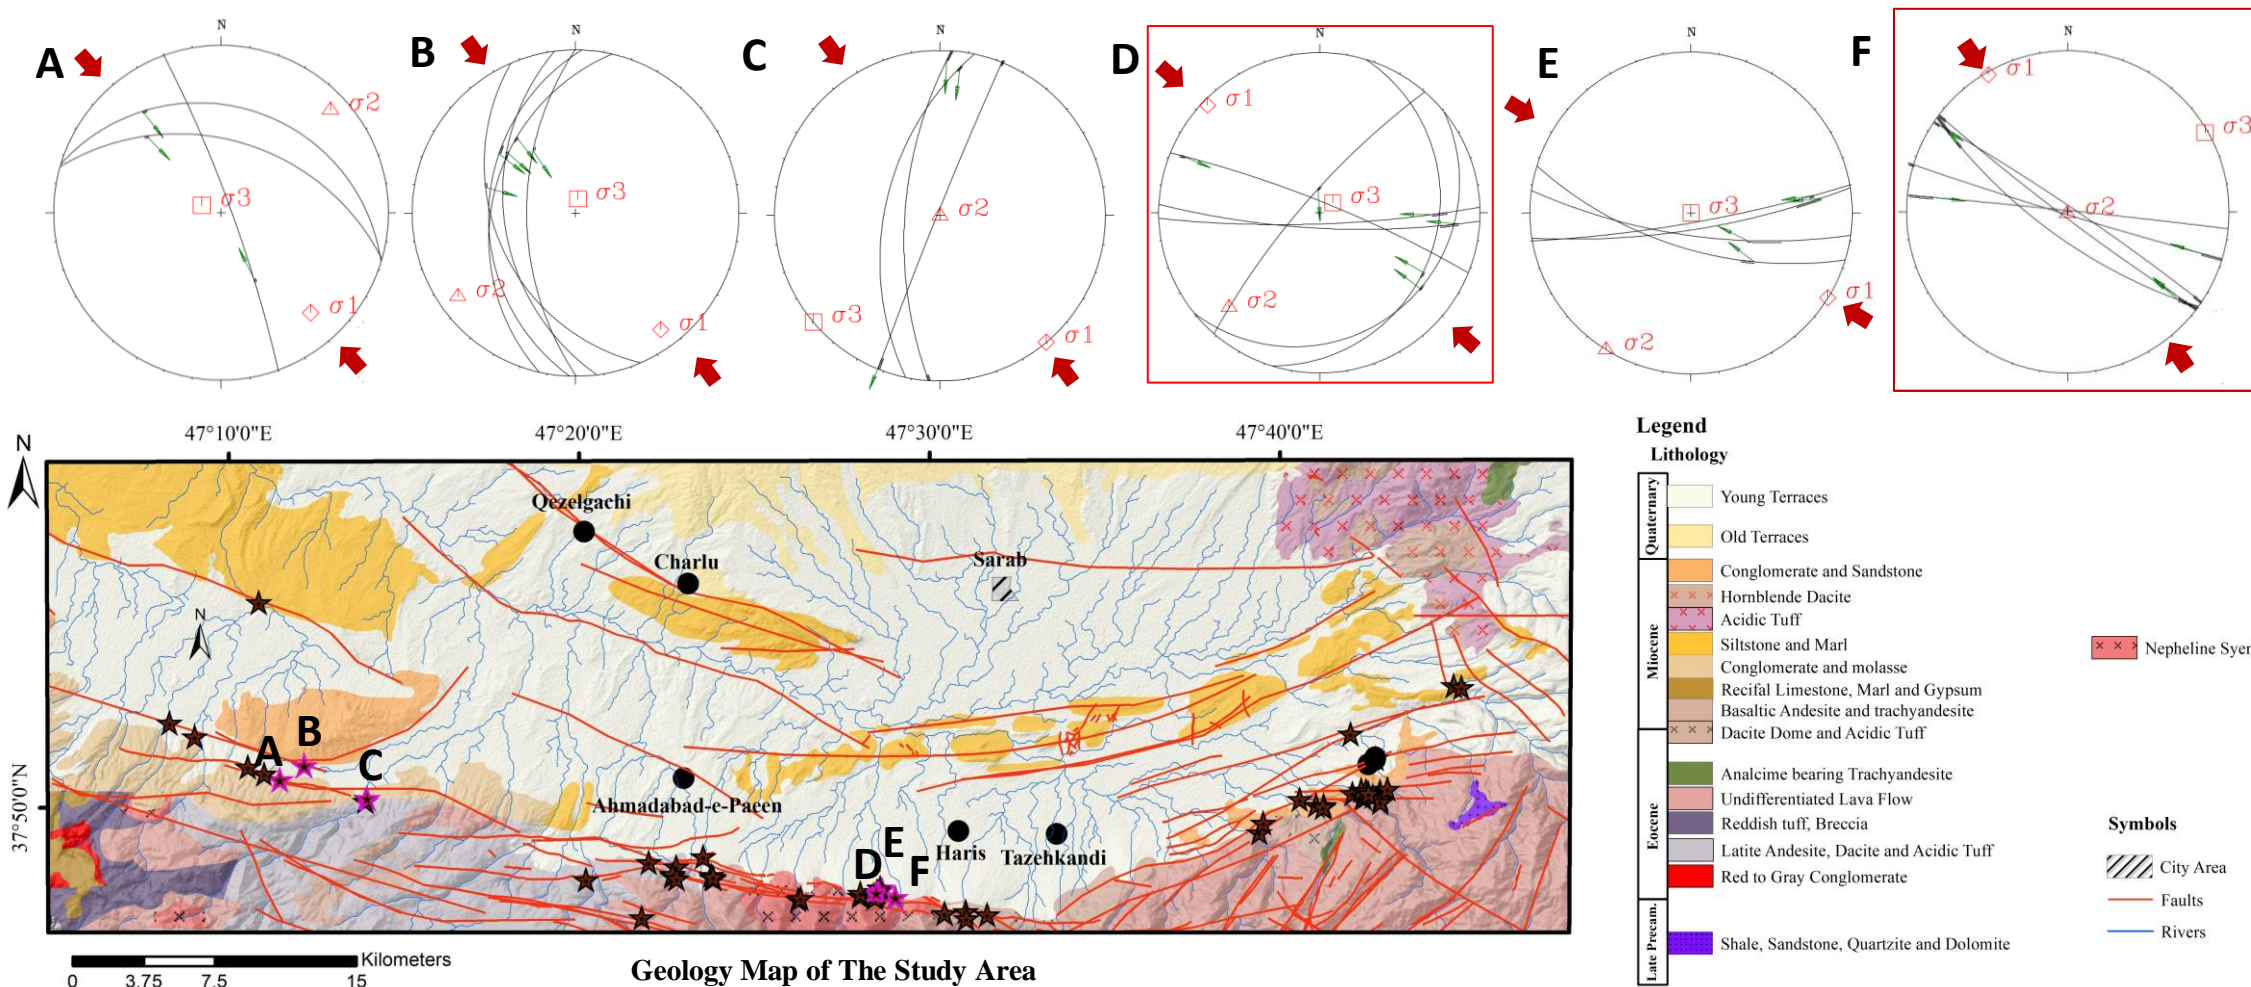 A
B
C
D
E
F
N
σ2
σ3
σ1
N
σ3
σ2
σ1
N
σ2
σ3
σ1
N
σ1
σ3
σ2
N
σ3
σ1
σ2
N
σ1
σ3
σ2
N
47°10'0"E
47°20'0"E
47°30'0"E
47°40'0"E
37°50'0"N
Qezelgachi
Charlu
Sarab
N
A
B
C
Ahmadabad-e-Paeen
D
E
F
Haris
Tazehkandi
Kilometers
0
3.75
7.5
15
Geology Map of The Study Area
Legend
Lithology
Quaternary
Young Terraces
Old Terraces
Miocene
Conglomerate and Sandstone
Hornblende Dacite
Acidic Tuff
Siltstone and Marl
Conglomerate and molasse
Recifal Limestone, Marl and Gypsum
Basaltic Andesite and trachyandesite
Dacite Dome and Acidic Tuff
Eocene
Analcime bearing Trachyandesite
Undifferentiated Lava Flow
Reddish tuff, Breccia
Latite Andesite, Dacite and Acidic Tuff
Red to Gray Conglomerate
Late Precam.
Shale, Sandstone, Quartzite and Dolomite
Nepheline Syen
Symbols
City Area
Faults
Rivers